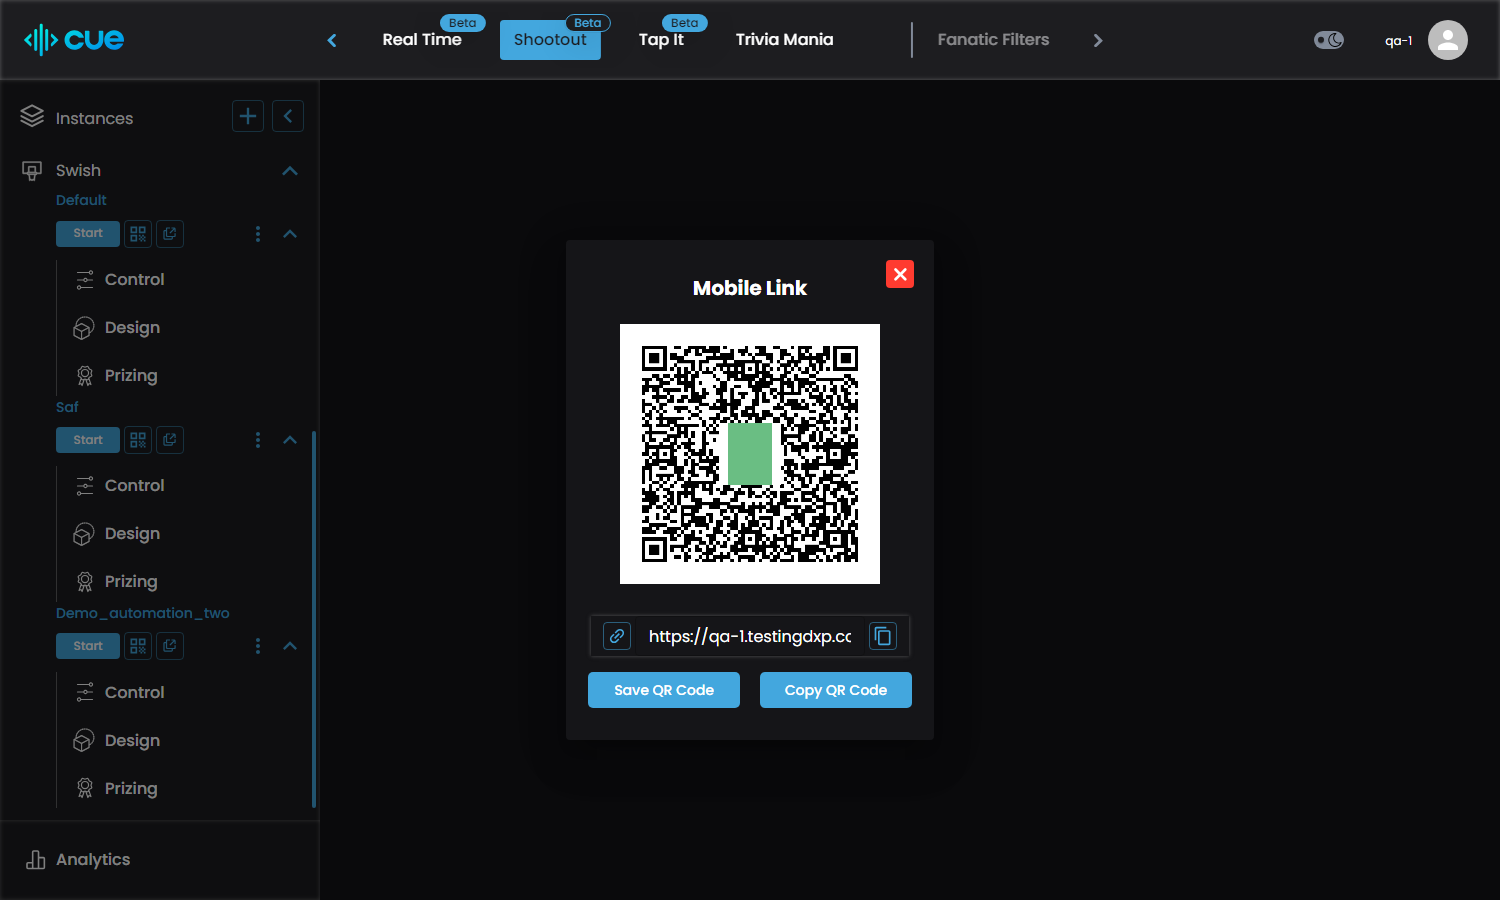 cue
Real Time
Beta
Shootout
Beta
Tap It
Beta
Trivia Mania
Fanatic Filters
qa-1
Instances
Swish
Default
Start
Control
Design
Prizing
Saf
Start
Control
Design
Prizing
Demo_automation_two
Start
Control
Design
Prizing
Analytics
Mobile Link
https://qa-1.testingdxp.cc
Save QR Code
Copy QR Code